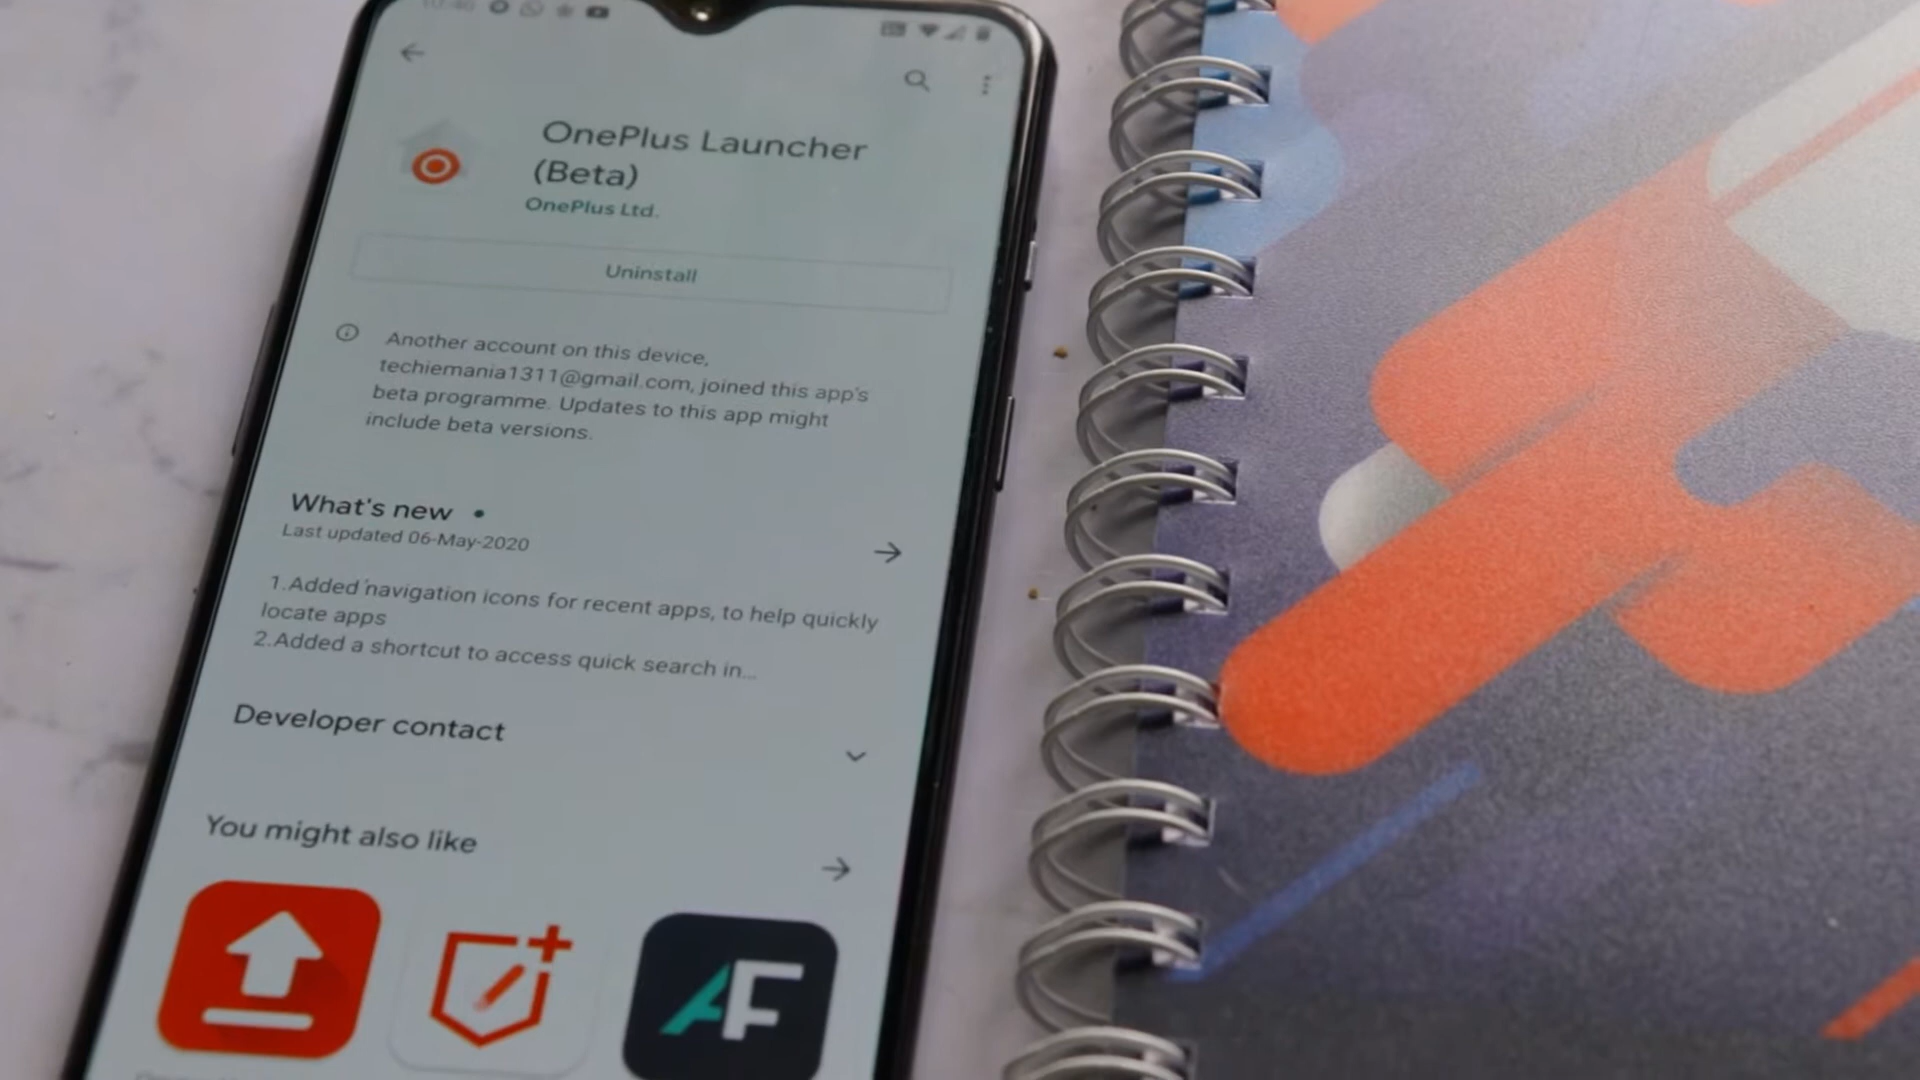 OnePlus Launcher
(Beta)
OnePlus Ltd.
Uninstall
Another account on this device,
techiemania1311@gmail.com, joined this app's
beta programme. Updates to this app might
include beta versions.
What's new •
Last updated 06-May-2020
1.Added navigation icons for recent apps, to help quickly
locate apps
2.Added a shortcut to access quick search in...
Developer contact
You might also like
AF